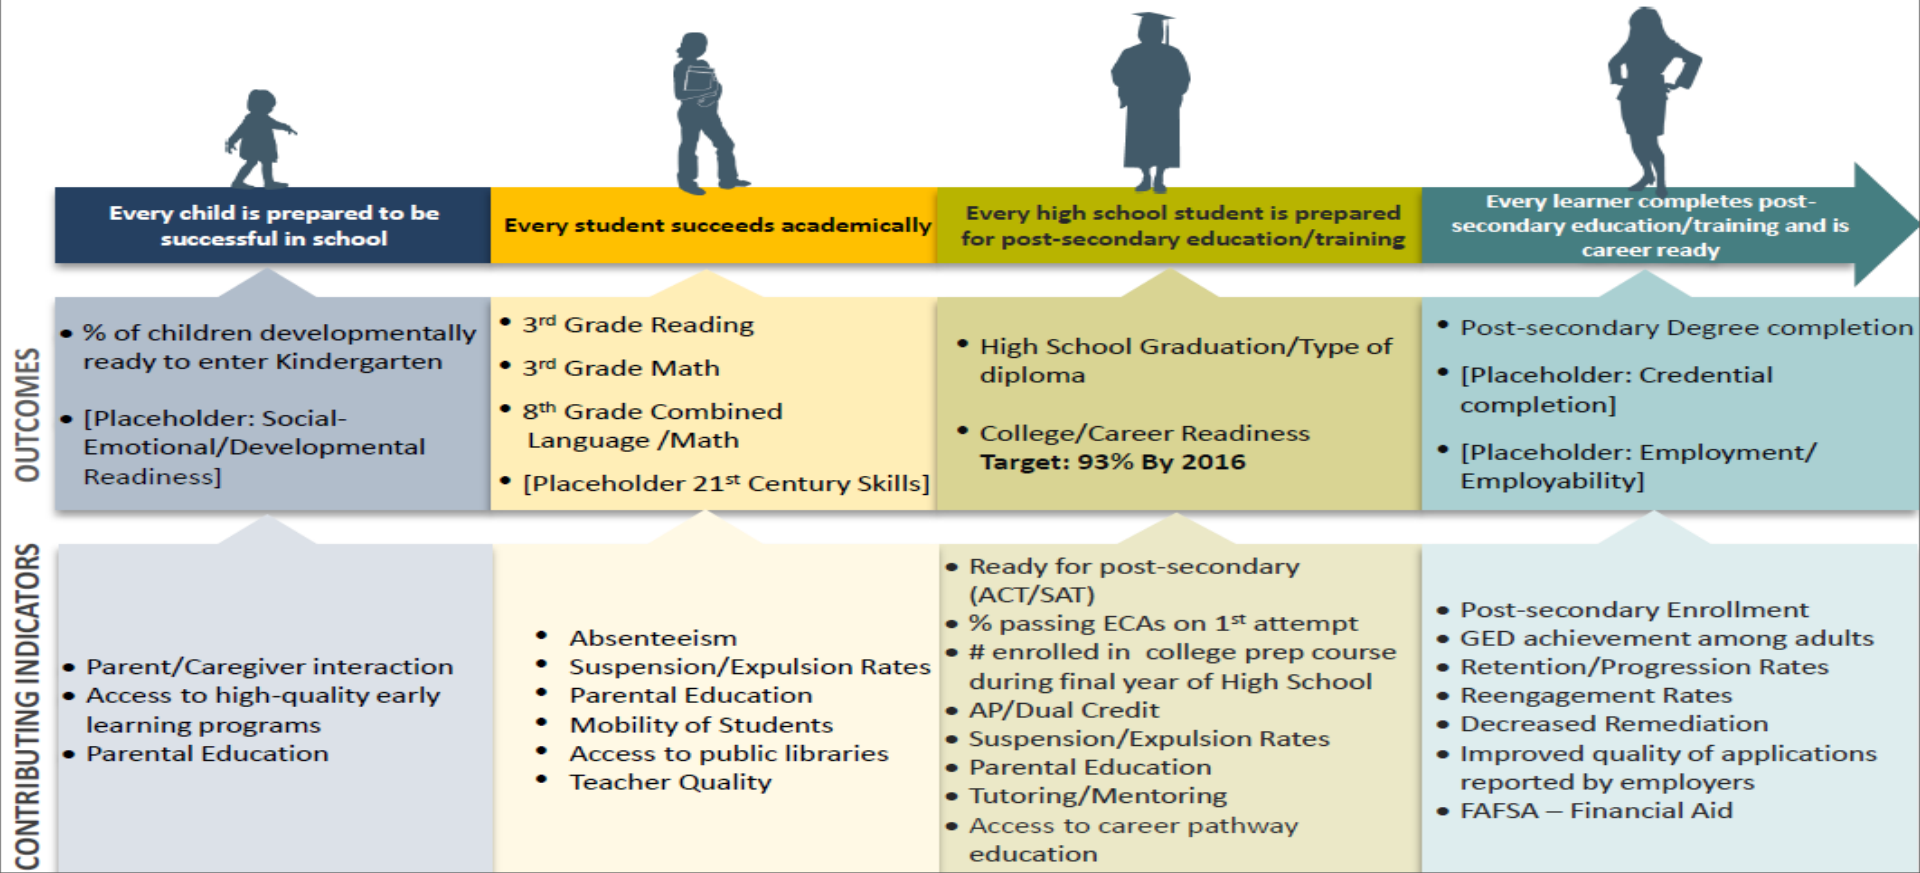 Every child is prepared to be
successful in school
Every student succeeds academically
Every high school student is prepared
for post-secondary education/training
Every learner completes post-
secondary education/training and is
career ready
OUTCOMES
• % of children developmentally
ready to enter Kindergarten
• [Placeholder: Social-
Emotional/Developmental
Readiness]
• 3rd Grade Reading
• 3rd Grade Math
• 8th Grade Combined
Language /Math
• [Placeholder 21st Century Skills]
• High School Graduation/Type of
diploma
• College/Career Readiness
Target: 93% By 2016
• Post-secondary Degree completion
• [Placeholder: Credential
completion]
• [Placeholder: Employment/
Employability]
CONTRIBUTING INDICATORS
• Parent/Caregiver interaction
• Access to high-quality early
learning programs
• Parental Education
• Absenteeism
• Suspension/Expulsion Rates
• Parental Education
• Mobility of Students
• Access to public libraries
• Teacher Quality
• Ready for post-secondary
(ACT/SAT)
• % passing ECAs on 1st attempt
• # enrolled in college prep course
during final year of High School
• AP/Dual Credit
• Suspension/Expulsion Rates
• Parental Education
• Tutoring/Mentoring
• Access to career pathway
education
• Post-secondary Enrollment
• GED achievement among adults
• Retention/Progression Rates
• Reengagement Rates
• Decreased Remediation
• Improved quality of applications
reported by employers
• FAFSA – Financial Aid